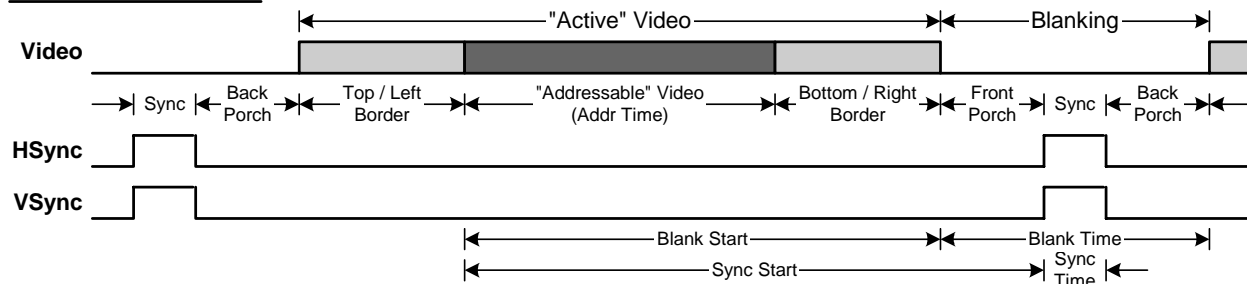 "Active" Video
Blanking
Video
Sync
Back
Porch
Top / Left
Border
"Addressable" Video
(Addr Time)
Bottom / Right
Border
Front
Porch
Sync
Back
Porch
HSync
VSync
Blank Start
Blank Time
Sync Start
Sync
Time